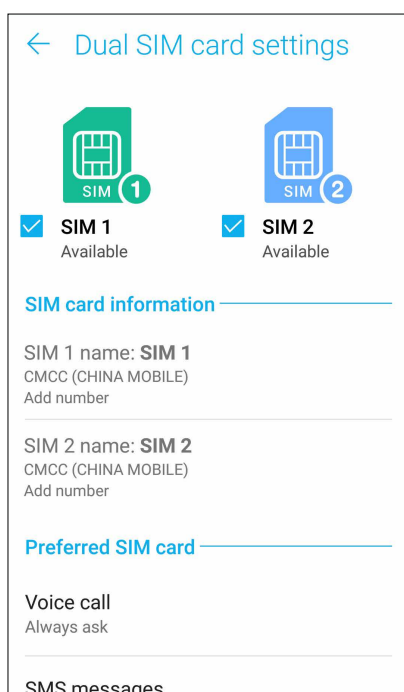 Dual SIM card settings
SIM 1
SIM 2
SIM 1
Available
SIM 2
Available
SIM card information
SIM 1 name: SIM 1
CMCC (CHINA MOBILE)
Add number
SIM 2 name: SIM 2
CMCC (CHINA MOBILE)
Add number
Preferred SIM card
Voice call
Always ask
SMS messages